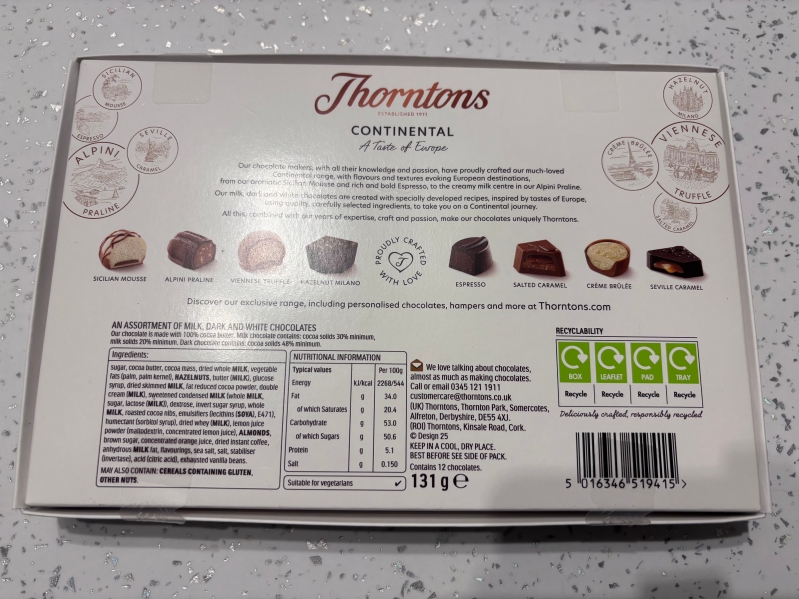 SICILIAN
MOUSSE
ESPRESSO
SEVILLE
CARAMEL
ALPINI
PRALINE
Thorntons
ESTABLISHED 1911
CONTINENTAL
A Taste of Europe
HAZELNUT
MILANO
CRÈME BRÛLÉE
VIENNESE
TRUFFLE
SALTED CARAMEL
Our chocolate makers, with all their knowledge and passion, have proudly crafted our much-loved
Continental range, with flavours and textures evoking European destinations,
from our aromatic Sicilian Mousse and rich and bold Espresso, to the creamy milk centre in our Alpini Praline.
Our milk, dark and white chocolates are created with specially developed recipes, inspired by tastes of Europe,
using quality, carefully selected ingredients, to take you on a Continental journey.
All this, combined with our years of expertise, craft and passion, make our chocolates uniquely Thorntons.
PROUDLY CRAFTED
WITH LOVE
SICILIAN MOUSSE
ALPINI PRALINE
VIENNESE TRUFFLE
HAZELNUT MILANO
ESPRESSO
SALTED CARAMEL
CRÈME BRÛLÉE
SEVILLE CARAMEL
Discover our exclusive range, including personalised chocolates, hampers and more at Thorntons.com
AN ASSORTMENT OF MILK, DARK AND WHITE CHOCOLATES
Our chocolate is made with 100% cocoa butter. Milk chocolate contains: cocoa solids 30% minimum,
milk solids 20% minimum. Dark chocolate contains: cocoa solids 48% minimum.
Ingredients:
sugar, cocoa butter, cocoa mass, dried whole MILK, vegetable
fats (palm, palm kernel), HAZELNUTS, butter (MILK), glucose
syrup, dried skimmed MILK, fat reduced cocoa powder, double
cream (MILK), sweetened condensed MILK (whole MILK,
sugar, lactose (MILK)), dextrose, invert sugar syrup, whole
MILK, roasted cocoa nibs, emulsifiers (lecithins (SOYA), E471),
humectant (sorbitol syrup), dried whey (MILK), lemon juice
powder (maltodextrin, concentrated lemon juice), ALMONDS,
brown sugar, concentrated orange juice, dried instant coffee,
anhydrous MILK fat, flavourings, sea salt, salt, stabiliser
(invertase), acid (citric acid), exhausted vanilla beans.
MAY ALSO CONTAIN: CEREALS CONTAINING GLUTEN,
OTHER NUTS.
NUTRITIONAL INFORMATION
Typical values Per 100g
Energy kJ/kcal 2268/544
Fat g 34.0
of which Saturates g 20.4
Carbohydrate g 53.0
of which Sugars g 50.6
Protein g 5.1
Salt g 0.150
Suitable for vegetarians ✓
We love talking about chocolates,
almost as much as making chocolates.
Call or email 0345 121 1911
customercare@thorntons.co.uk
(UK) Thorntons, Thornton Park, Somercotes,
Alfreton, Derbyshire, DE55 4XJ.
(ROI) Thorntons, Kinsale Road, Cork.
© Design 25
KEEP IN A COOL, DRY PLACE.
BEST BEFORE SEE SIDE OF PACK.
Contains 12 chocolates.
131 g ℮
RECYCLABILITY
BOX LEAFLET PAD TRAY
Recycle Recycle Recycle Recycle
Deliciously crafted, responsibly recycled
5 016346 519415 >